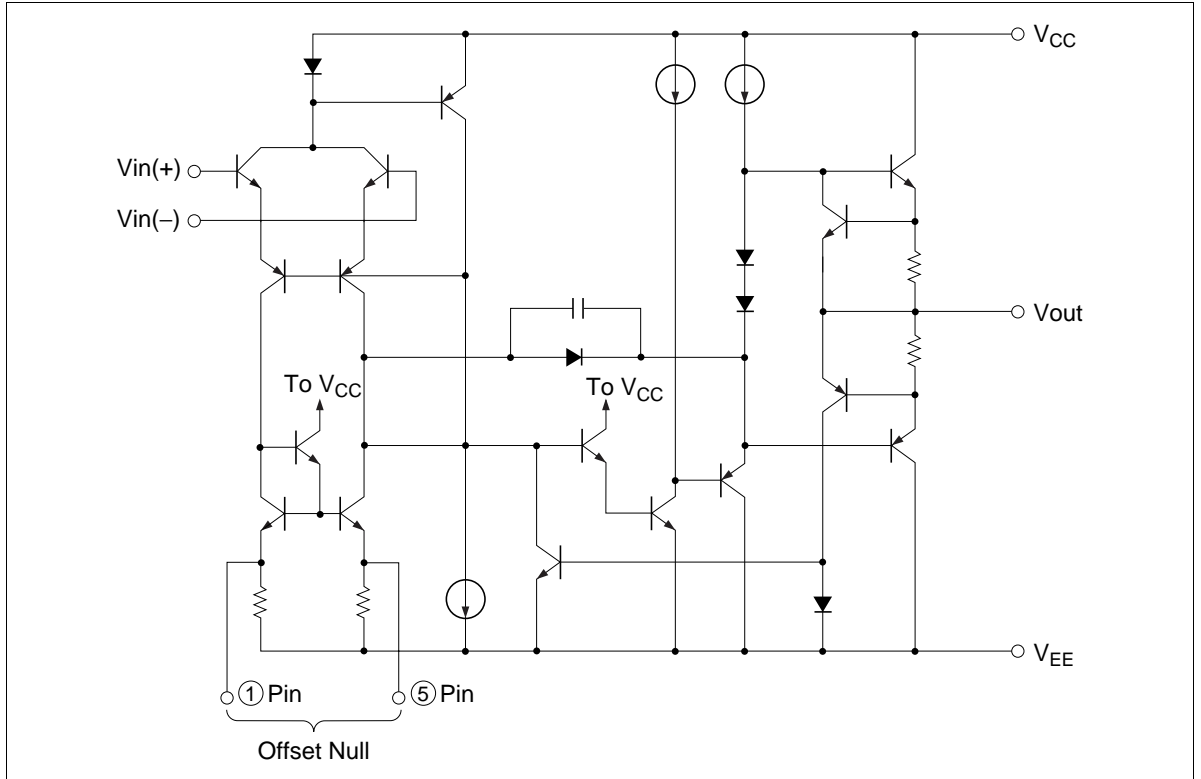 VCC
Vin(+)
Vin(–)
Vout
To VCC
To VCC
VEE
① Pin
⑤ Pin
Offset Null